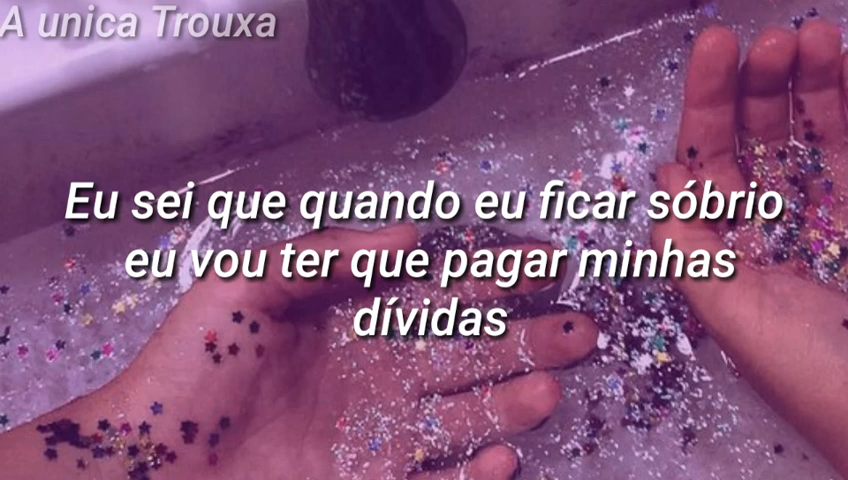 A unica Trouxa
Eu sei que quando eu ficar sóbrio
eu vou ter que pagar minhas
dívidas